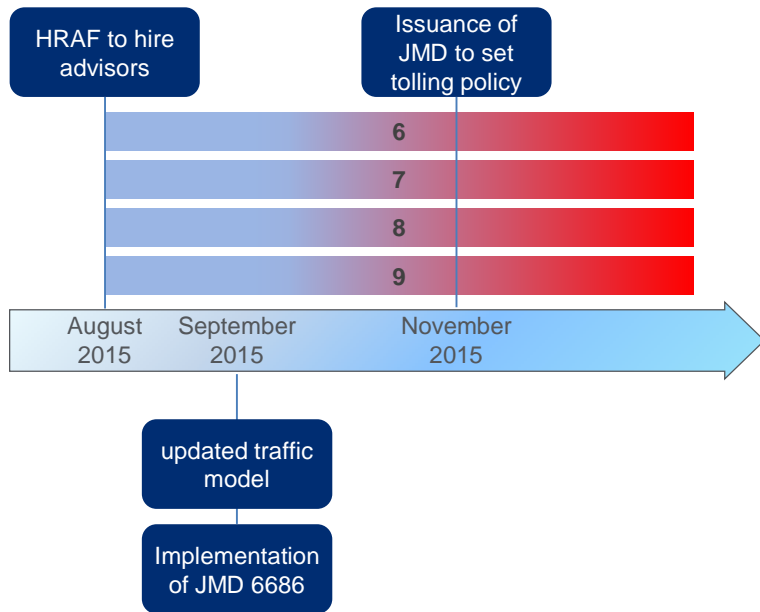 HRAF to hire
advisors
Issuance of
JMD to set
tolling policy
6
7
8
9
August
2015
September
2015
November
2015
updated traffic
model
Implementation
of JMD 6686